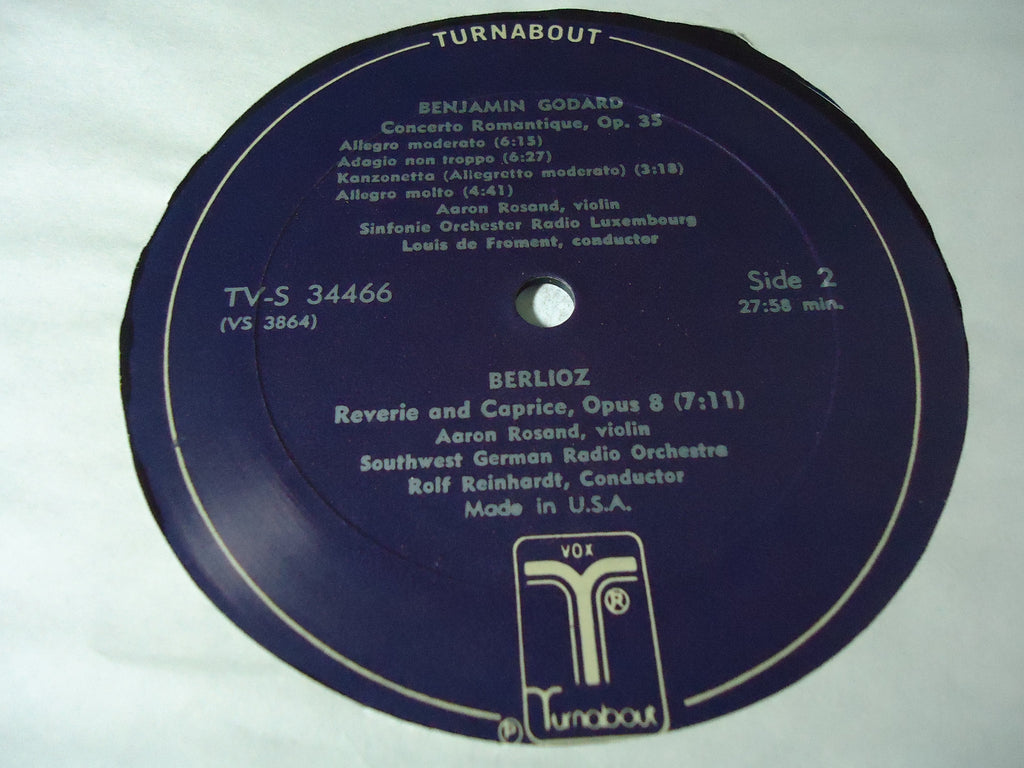 TURNABOUT
BENJAMIN GODARD
Concerto Romantique, Op. 35
Allegro moderato (6:15)
Adagio non troppo (6:27)
Kanzonetta (Allegretto moderato) (3:18)
Allegro molto (4:41)
Aaron Rosand, violin
Sinfonie Orchester Radio Luxembourg
Louis de Froment, conductor
TV-S 34466
(VS 3864)
Side 2
27:58 min.
BERLIOZ
Reverie and Caprice, Opus 8 (7:11)
Aaron Rosand, violin
Southwest German Radio Orchestra
Rolf Reinhardt, Conductor
Made in U.S.A.
VOX
T®
Turnabout
℗